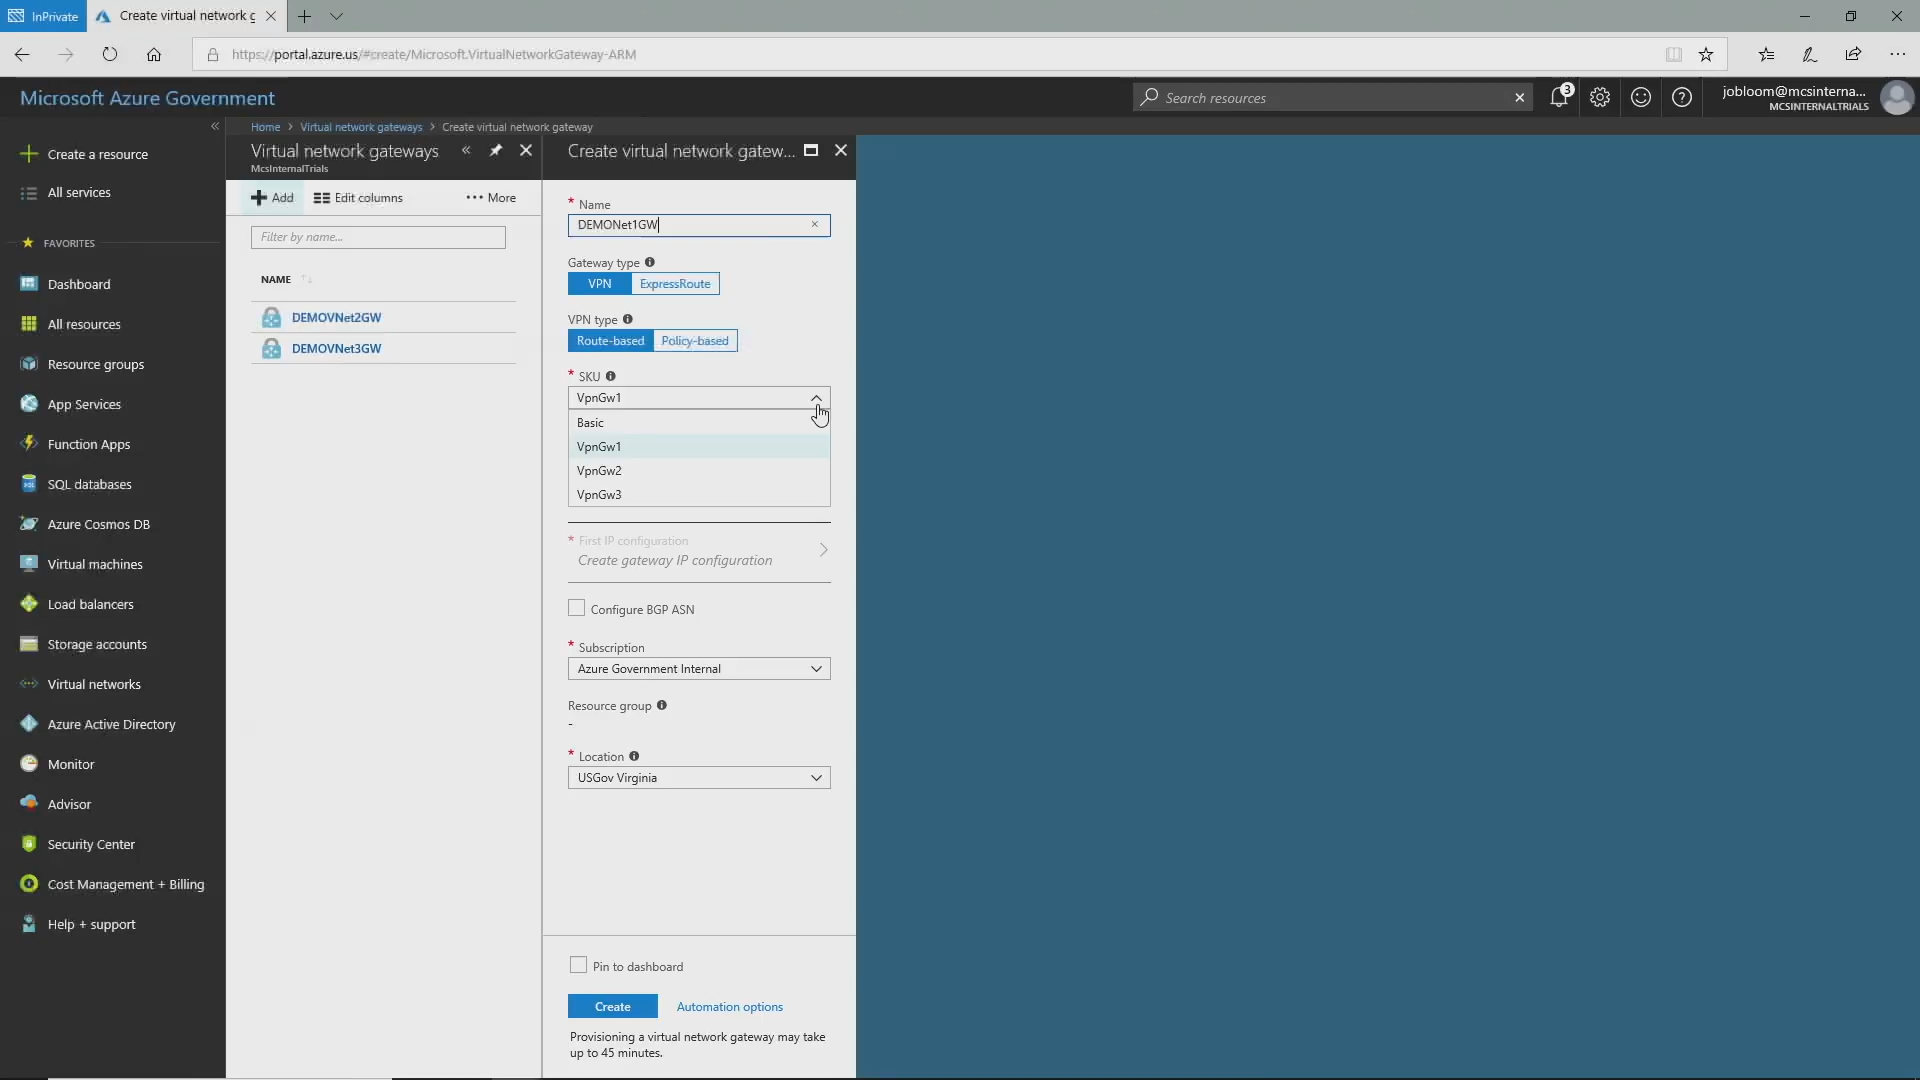 InPrivate
Create virtual network g
https://portal.azure.us/#create/Microsoft.VirtualNetworkGateway-ARM
Microsoft Azure Government
Search resources
3
jobloom@mcsinterna...
MCSINTERNALTRIALS
Home > Virtual network gateways > Create virtual network gateway
Create a resource
All services
FAVORITES
Dashboard
All resources
Resource groups
App Services
Function Apps
SQL databases
Azure Cosmos DB
Virtual machines
Load balancers
Storage accounts
Virtual networks
Azure Active Directory
Monitor
Advisor
Security Center
Cost Management + Billing
Help + support
Virtual network gateways
McsInternalTrials
Add
Edit columns
More
Filter by name...
NAME
DEMOVNet2GW
DEMOVNet3GW
Create virtual network gatew...
* Name
DEMONet1GW
Gateway type
VPN
ExpressRoute
VPN type
Route-based
Policy-based
* SKU
VpnGw1
Basic
VpnGw1
VpnGw2
VpnGw3
* First IP configuration
Create gateway IP configuration
Configure BGP ASN
* Subscription
Azure Government Internal
Resource group
-
* Location
USGov Virginia
Pin to dashboard
Create
Automation options
Provisioning a virtual network gateway may take
up to 45 minutes.